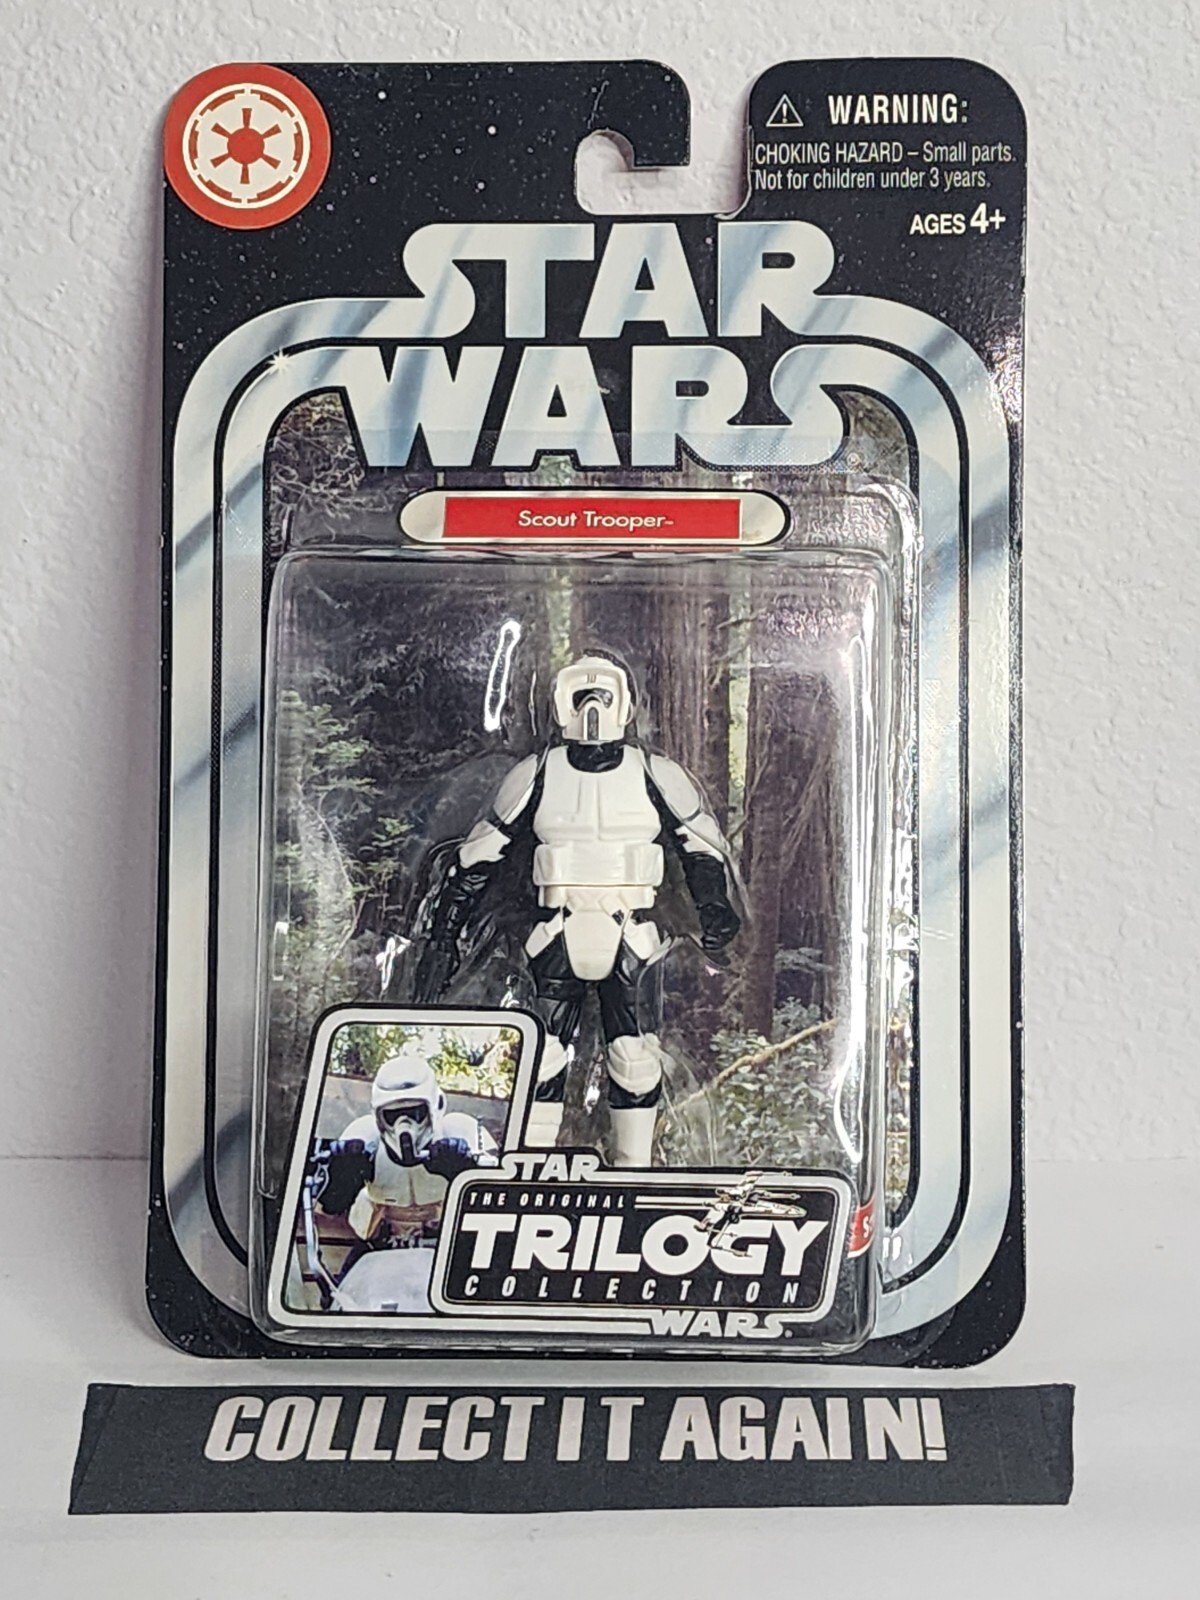 WARNING:
CHOKING HAZARD – Small parts.
Not for children under 3 years.
AGES 4+
STAR
WARS
®
Scout Trooper™
STAR
THE ORIGINAL
TRILOGY
COLLECTION
WARS®
COLLECT IT AGAIN!